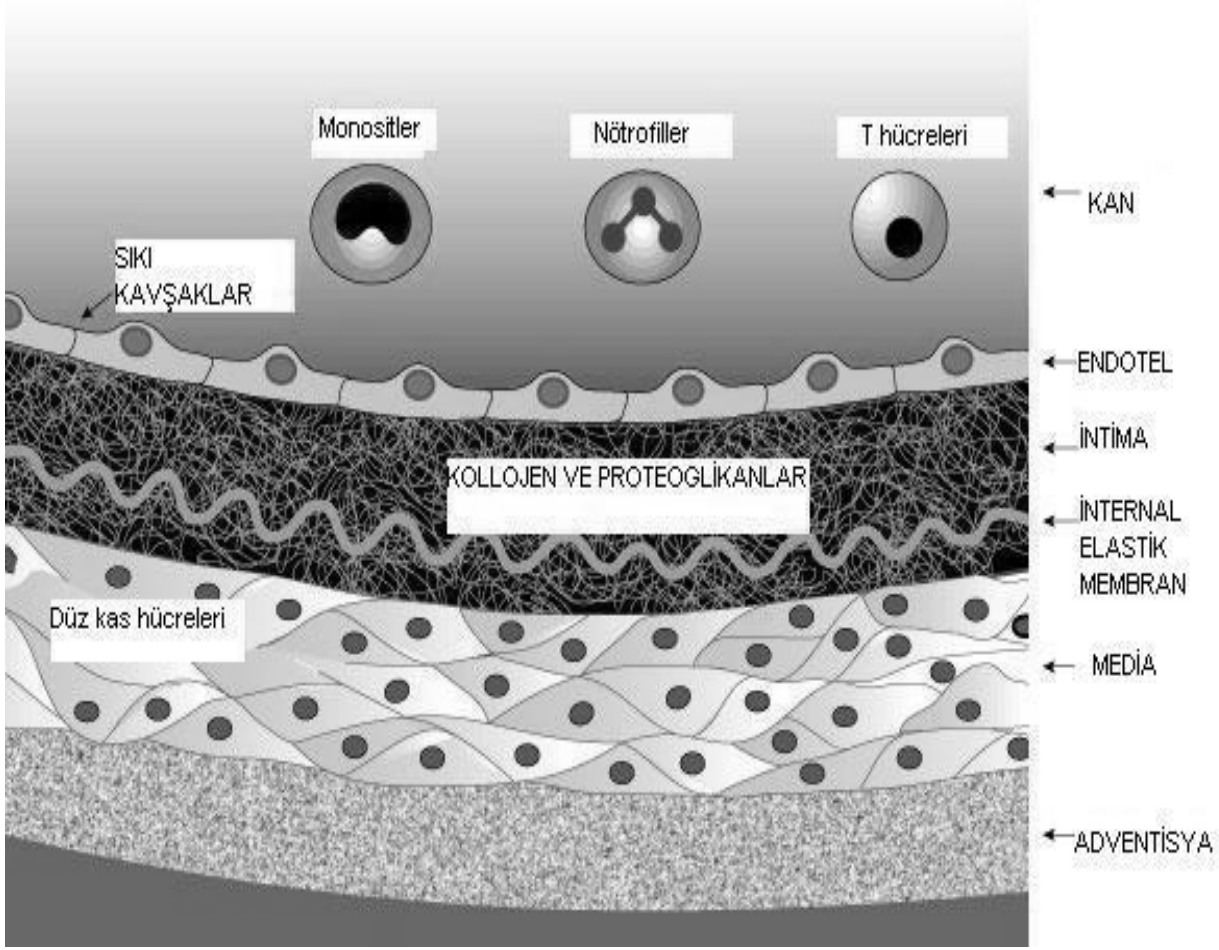 Monositler
Nötrofiller
T hücreleri
KAN
SIKI
KAVŞAKLAR
ENDOTEL
İNTİMA
KOLLOJEN VE PROTEOGLİKANLAR
İNTERNAL
ELASTİK
MEMBRAN
Düz kas hücreleri
MEDİA
ADVENTİSYA